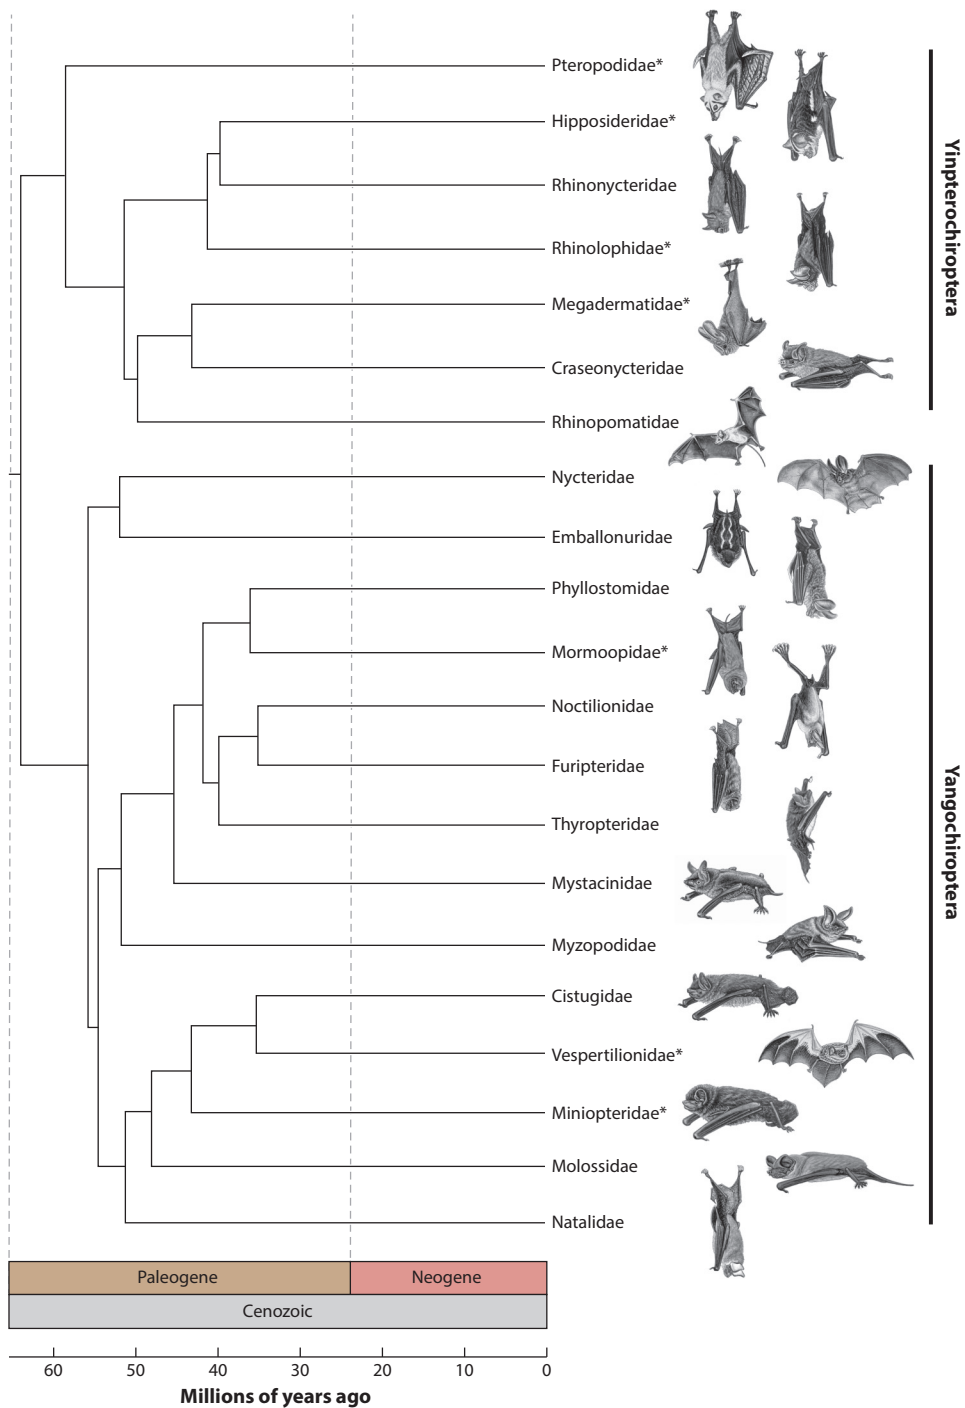 Pteropodidae*
Hipposideridae*
Rhinonycteridae
Rhinolophidae*
Megadermatidae*
Craseonycteridae
Rhinopomatidae
Yinpterochiroptera
Nycteridae
Emballonuridae
Phyllostomidae
Mormoopidae*
Noctilionidae
Furipteridae
Thyropteridae
Mystacinidae
Myzopodidae
Cistugidae
Vespertilionidae*
Miniopteridae*
Molossidae
Natalidae
Yangochiroptera
Paleogene Neogene
Cenozoic
60 50 40 30 20 10 0
Millions of years ago